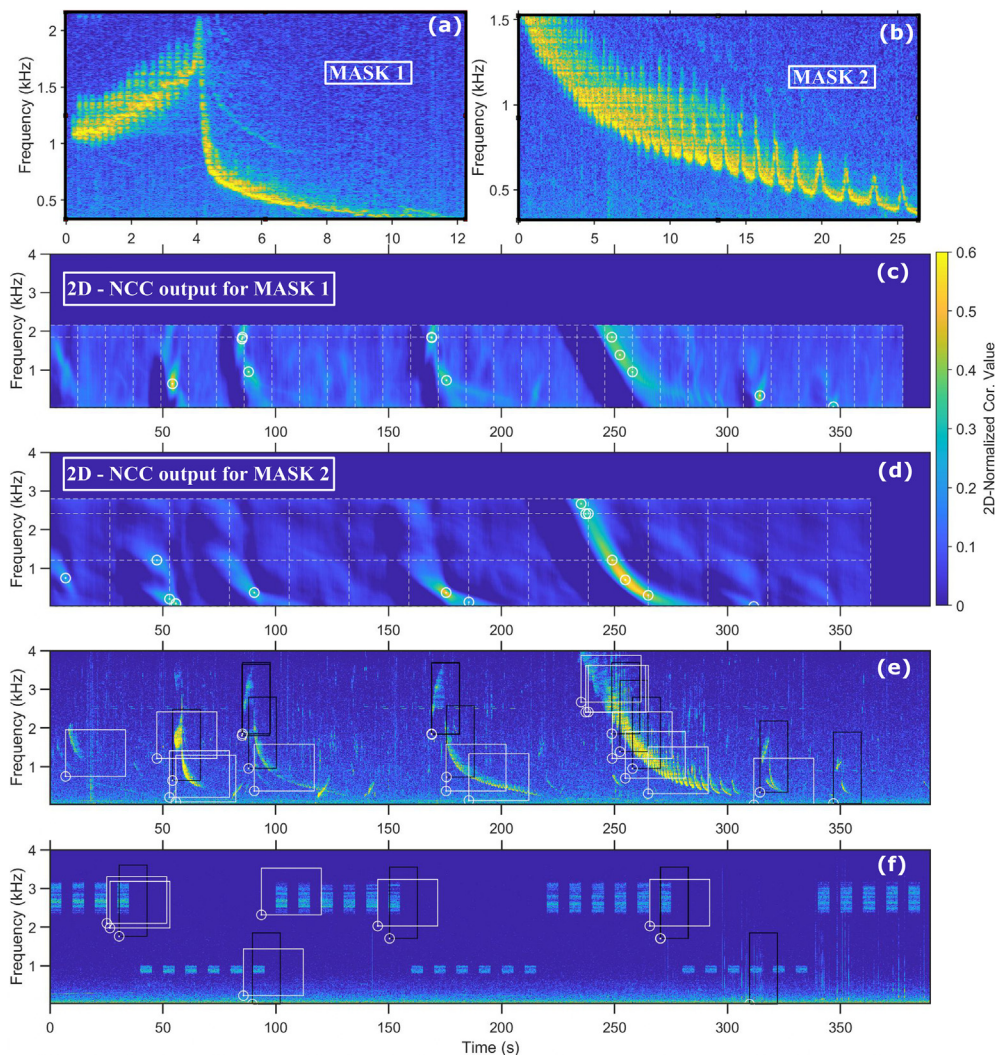 (a)
MASK 1
Frequency (kHz)
2
1.5
1
0.5
0 2 4 6 8 10 12
(b)
MASK 2
Frequency (kHz)
1.5
1
0.5
0 5 10 15 20 25
(c)
2D - NCC output for MASK 1
Frequency (kHz)
4
3
2
1
50 100 150 200 250 300 350
(d)
2D - NCC output for MASK 2
Frequency (kHz)
4
3
2
1
50 100 150 200 250 300 350
0.6
0.5
0.4
0.3
0.2
0.1
0
2D-Normalized Cor. Value
(e)
Frequency (kHz)
4
3
2
1
50 100 150 200 250 300 350
(f)
Frequency (kHz)
4
3
2
1
0 50 100 150 200 250 300 350
Time (s)